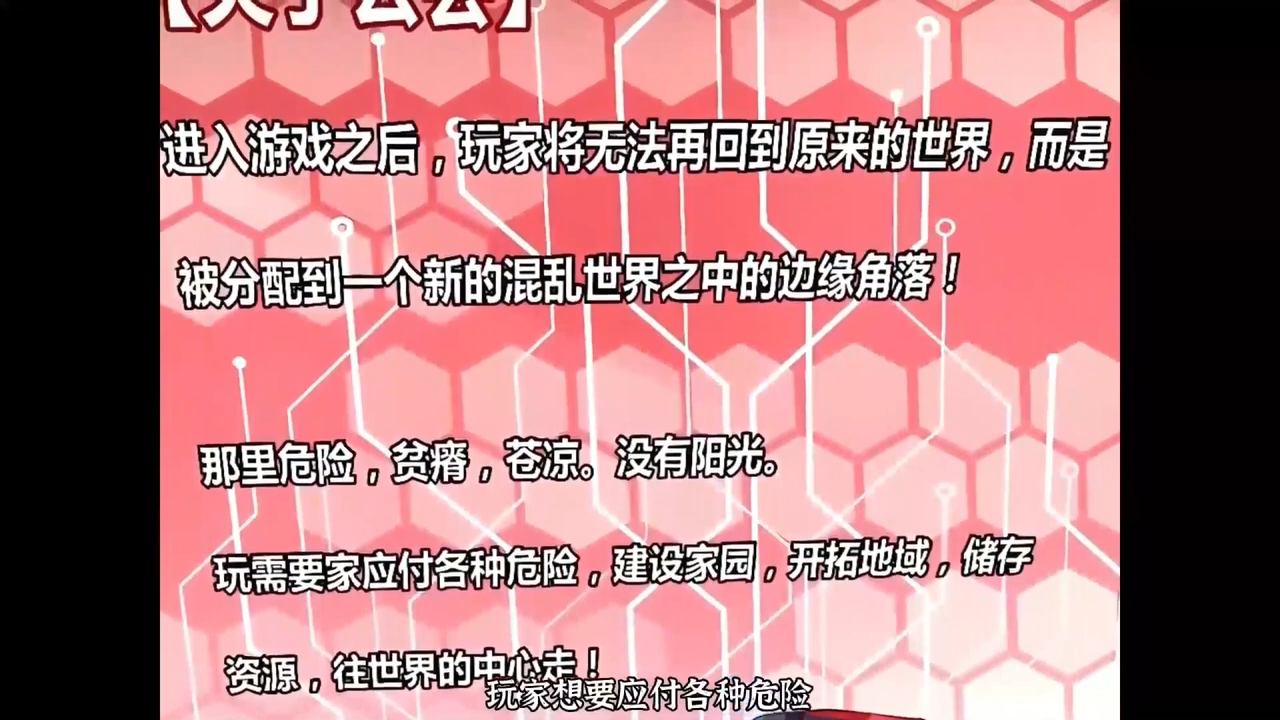 进入游戏之后，玩家将无法再回到原来的世界，而是
被分配到一个新的混乱世界之中的边缘角落！
那里危险，贫瘠，苍凉。没有阳光。
玩需要家应付各种危险，建设家园，开拓地域，储存
资源，往世界的中心走！
玩家想要应付各种危险